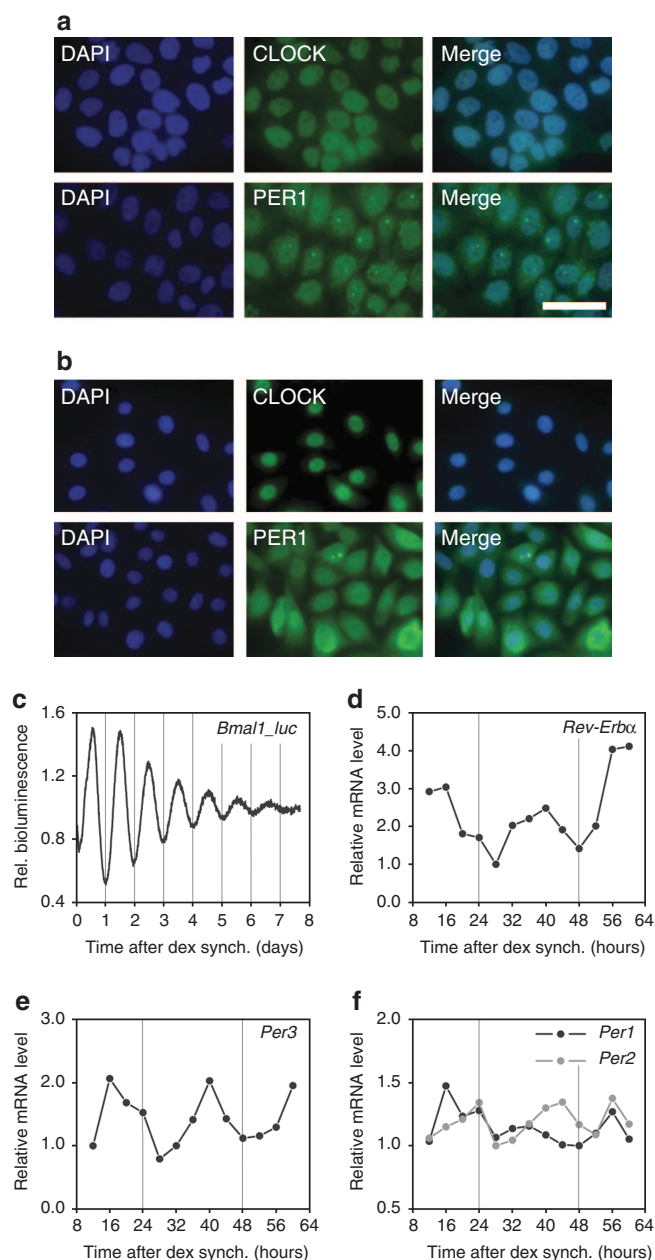 a
DAPI CLOCK Merge
DAPI PER1 Merge
b
DAPI CLOCK Merge
DAPI PER1 Merge
c
Bmal1_luc
Rel. bioluminescence
1.6
1.2
0.8
0.4
0 1 2 3 4 5 6 7 8
Time after dex synch. (days)
d
Rev-Erbα
Relative mRNA level
5.0
4.0
3.0
2.0
1.0
0.0
8 16 24 32 40 48 56 64
Time after dex synch. (hours)
e
Per3
Relative mRNA level
3.0
2.0
1.0
0.0
8 16 24 32 40 48 56 64
Time after dex synch. (hours)
f
Per1
Per2
Relative mRNA level
2.0
1.5
1.0
0.5
8 16 24 32 40 48 56 64
Time after dex synch. (hours)